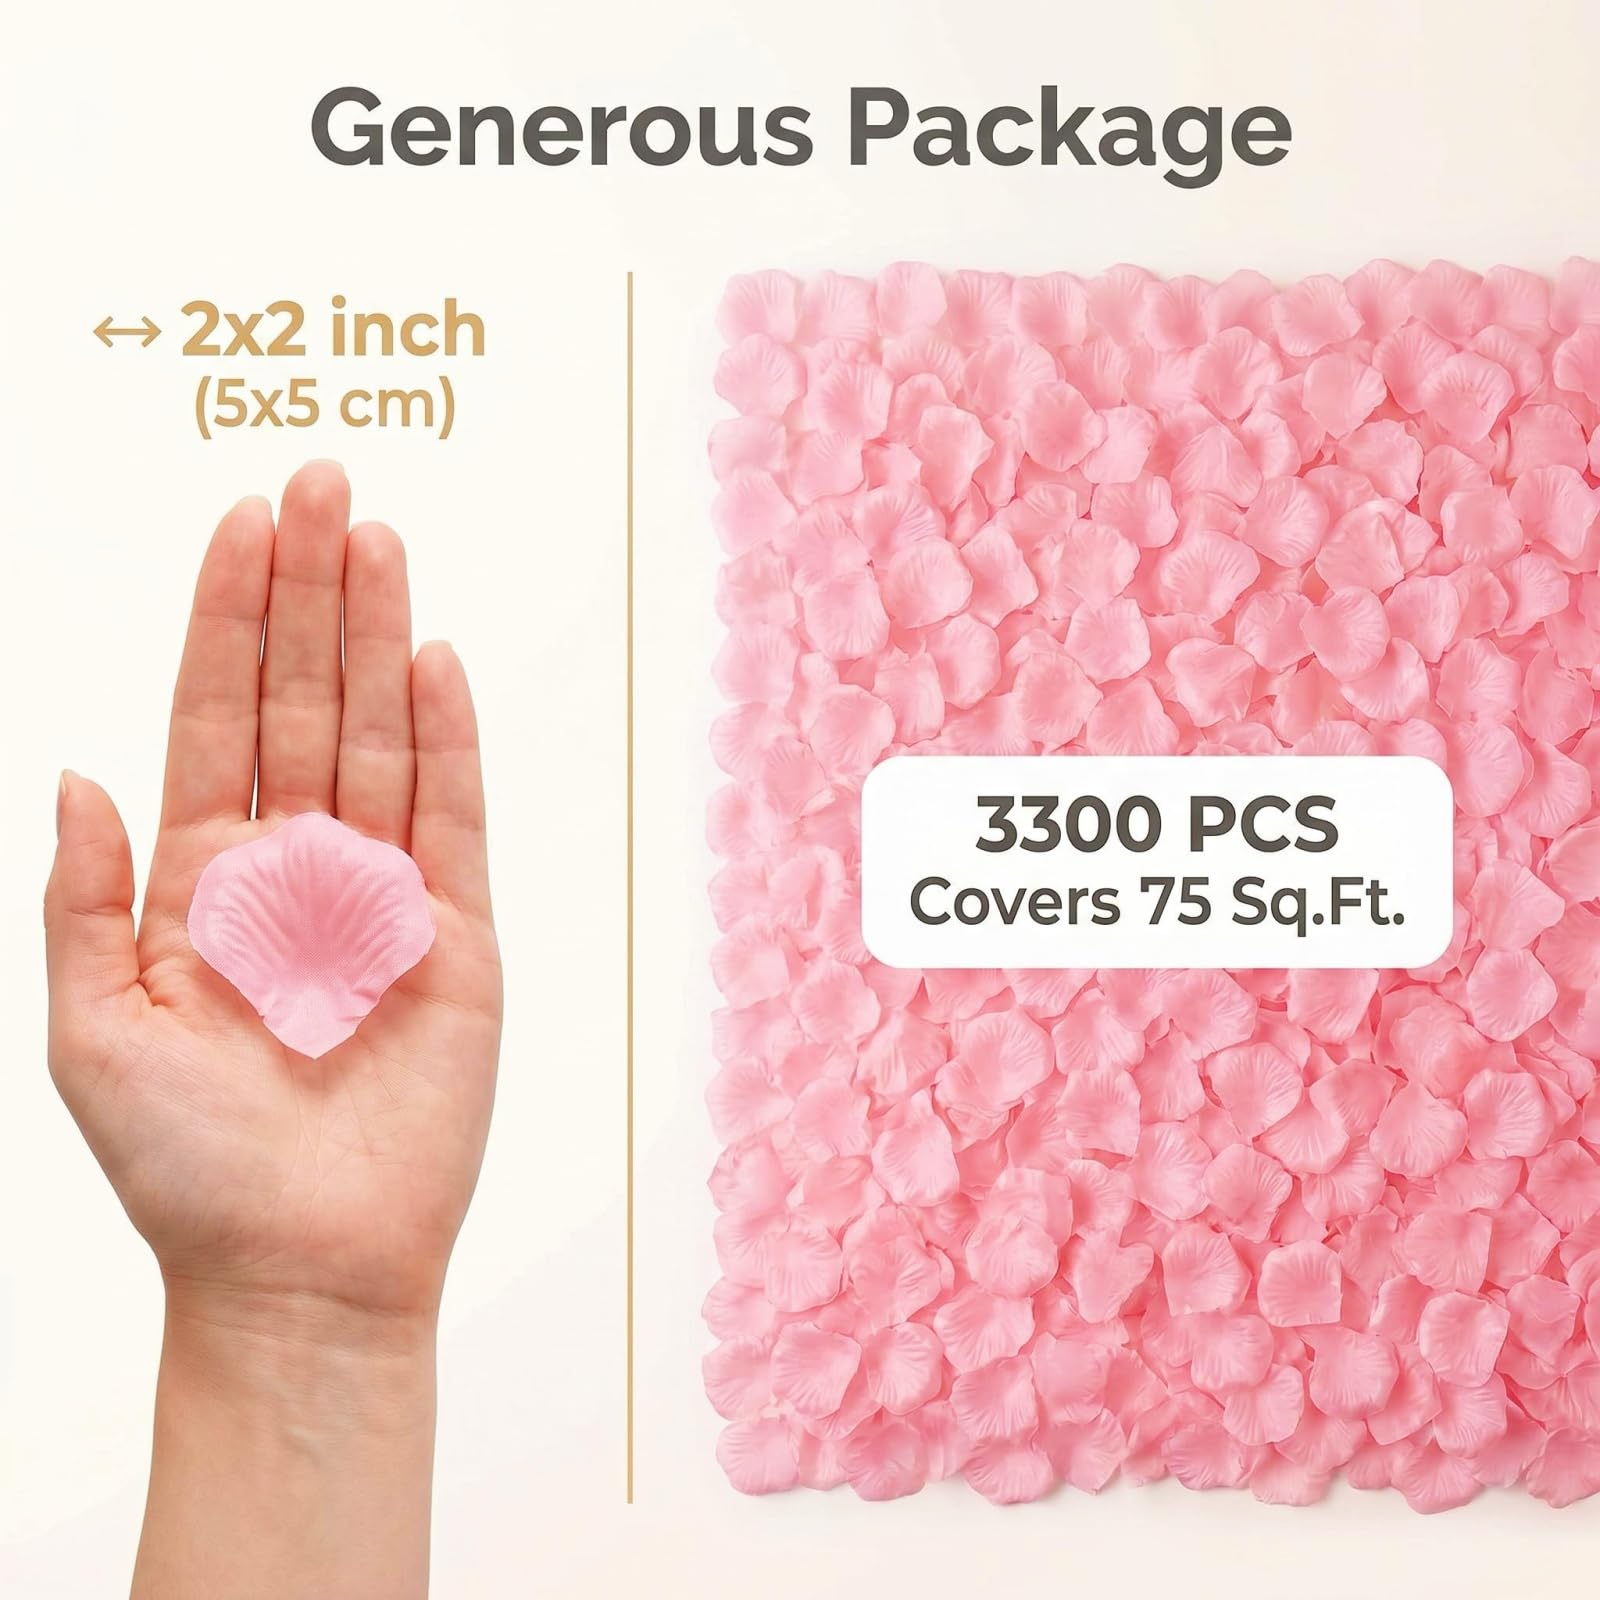 Generous Package
↔ 2x2 inch
(5x5 cm)
3300 PCS
Covers 75 Sq.Ft.